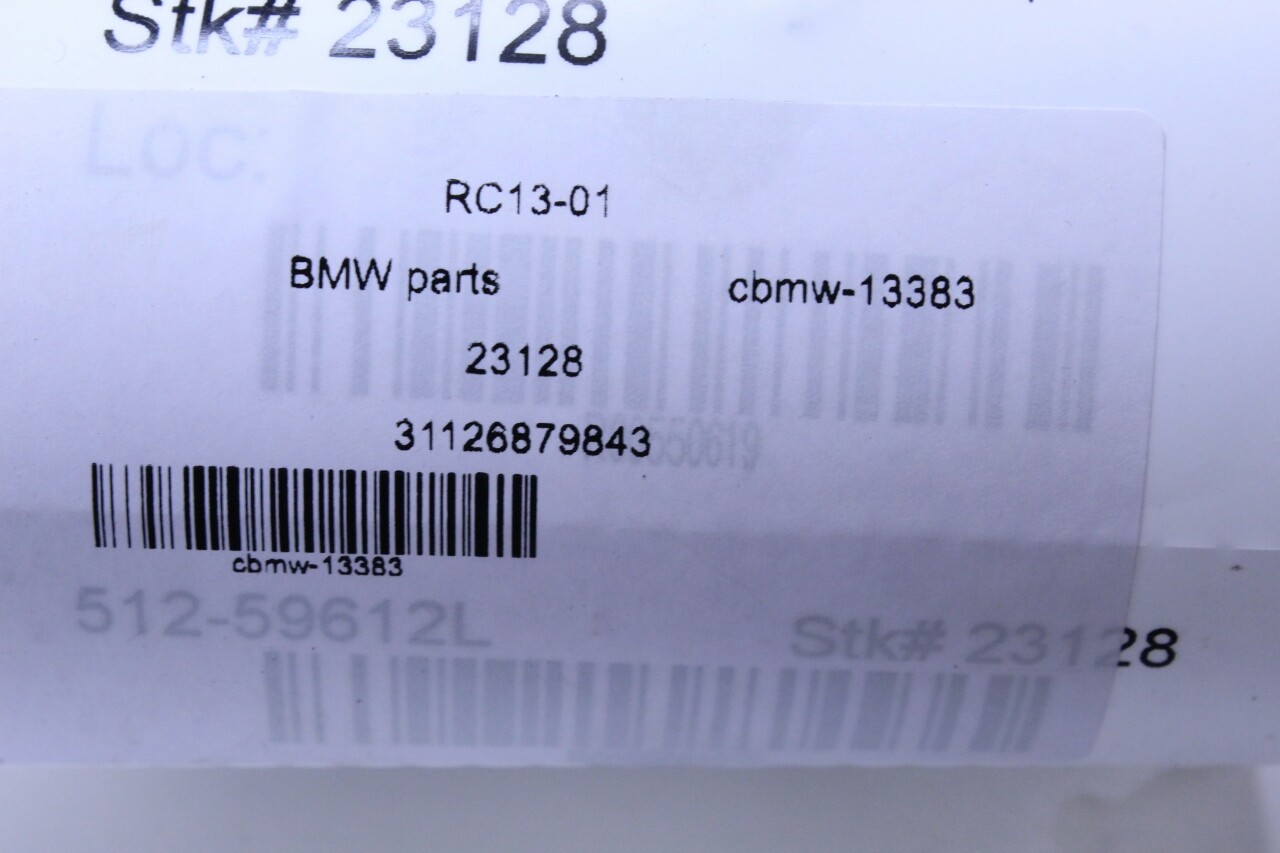 Stk# 23128
Loc:
RC13-01
BMW parts cbmw-13383
23128
31126879843
cbmw-13383
512-59612L Stk# 23128